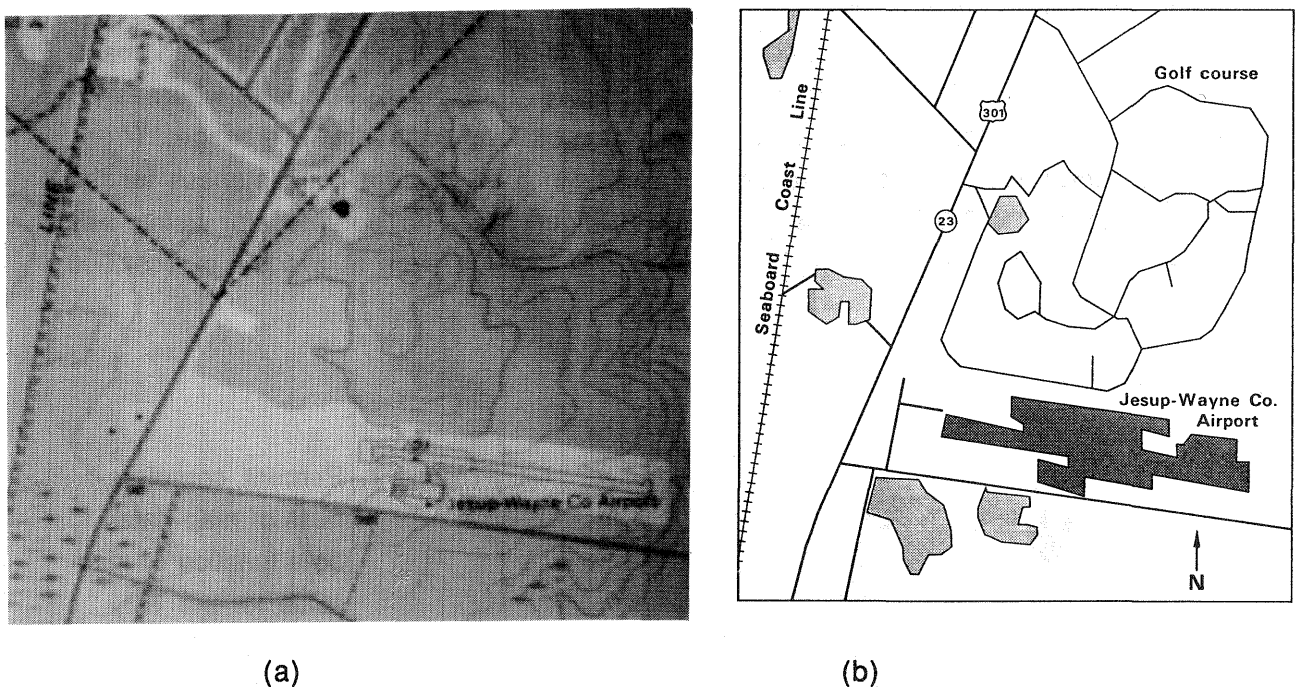 LINE
Jesup-Wayne Co Airport
(a)
Golf course
301
23
Seaboard Coast Line
Jesup-Wayne Co.
Airport
N
(b)